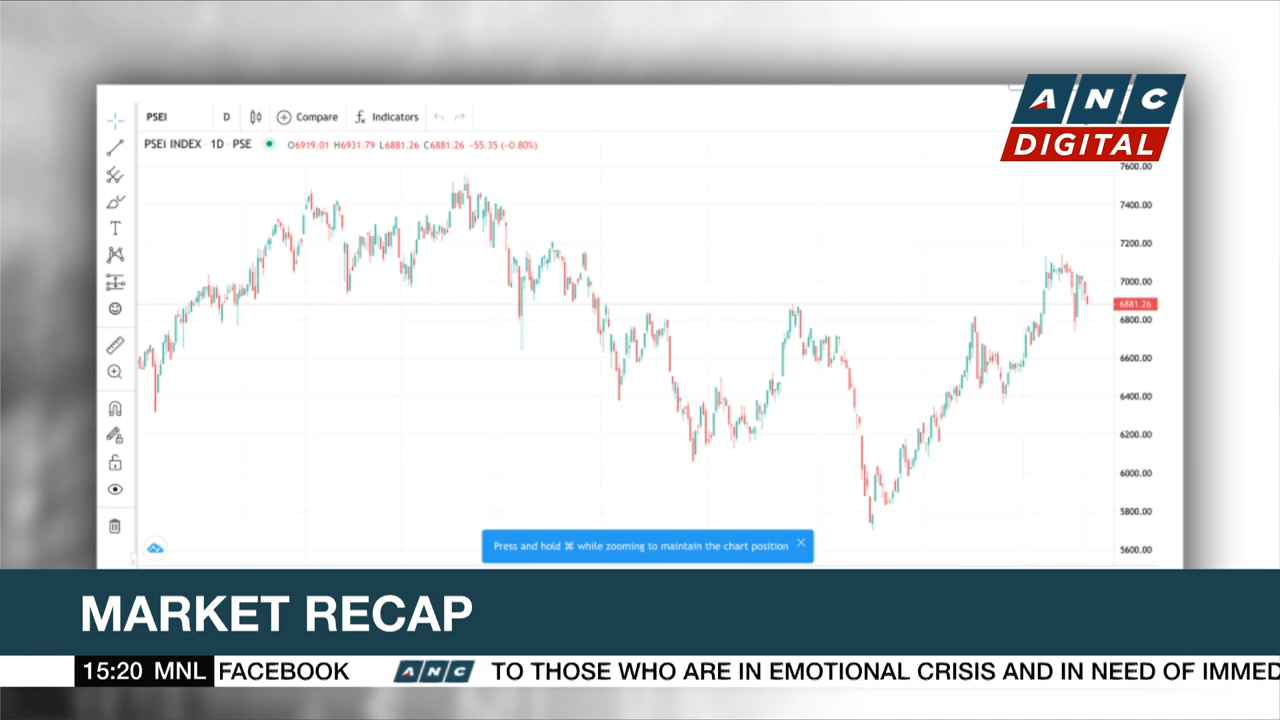 ANC
DIGITAL
PSEI D Compare Indicators
PSEi INDEX · 1D · PSE O6919.01 H6931.79 L6881.26 C6881.26 −55.35 (−0.80%)
7600.00
7400.00
7200.00
7000.00
6881.26
6800.00
6600.00
6400.00
6200.00
6000.00
5800.00
5600.00
Press and hold ⌘ while zooming to maintain the chart position
MARKET RECAP
15:20 MNL FACEBOOK ANC TO THOSE WHO ARE IN EMOTIONAL CRISIS AND IN NEED OF IMMED